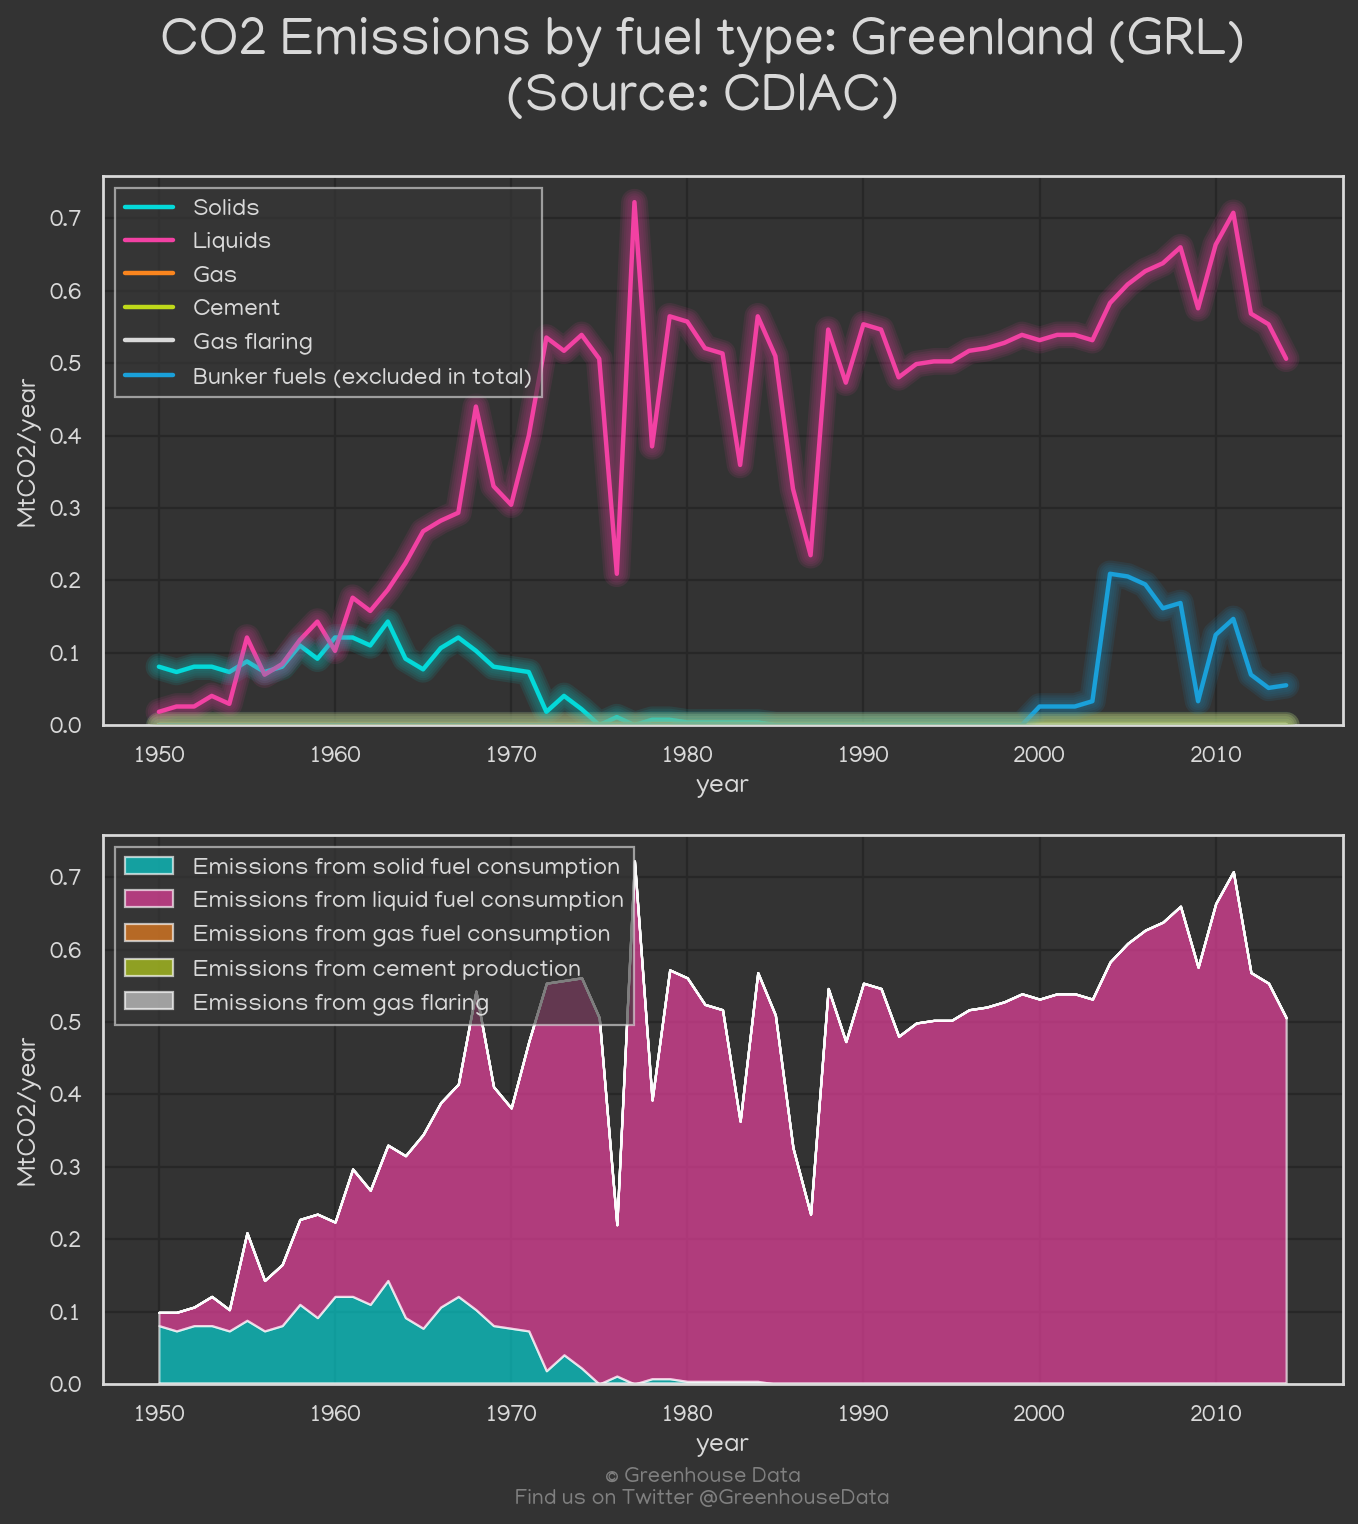 CO2 Emissions by fuel type: Greenland (GRL)
(Source: CDIAC)
Solids
Liquids
Gas
Cement
Gas flaring
Bunker fuels (excluded in total)
MtCO2/year
0.7
0.6
0.5
0.4
0.3
0.2
0.1
0.0
1950 1960 1970 1980 1990 2000 2010
year
Emissions from solid fuel consumption
Emissions from liquid fuel consumption
Emissions from gas fuel consumption
Emissions from cement production
Emissions from gas flaring
MtCO2/year
0.7
0.6
0.5
0.4
0.3
0.2
0.1
0.0
1950 1960 1970 1980 1990 2000 2010
year
© Greenhouse Data
Find us on Twitter @GreenhouseData